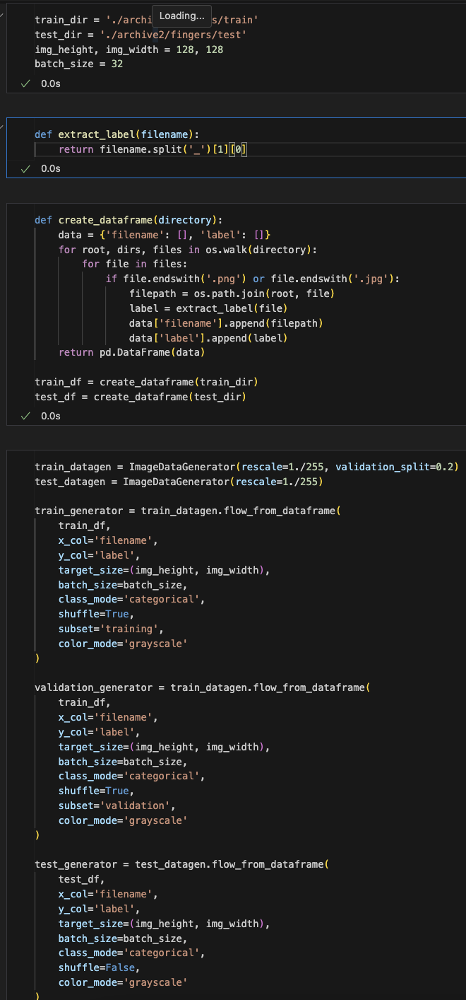 Loading...
train_dir = './archi s/train'
test_dir = './archive2/fingers/test'
img_height, img_width = 128, 128
batch_size = 32
0.0s
def extract_label(filename):
    return filename.split('_')[1][0]
0.0s
def create_dataframe(directory):
    data = {'filename': [], 'label': []}
    for root, dirs, files in os.walk(directory):
        for file in files:
            if file.endswith('.png') or file.endswith('.jpg'):
                filepath = os.path.join(root, file)
                label = extract_label(file)
                data['filename'].append(filepath)
                data['label'].append(label)
    return pd.DataFrame(data)
train_df = create_dataframe(train_dir)
test_df = create_dataframe(test_dir)
0.0s
train_datagen = ImageDataGenerator(rescale=1./255, validation_split=0.2)
test_datagen = ImageDataGenerator(rescale=1./255)
train_generator = train_datagen.flow_from_dataframe(
    train_df,
    x_col='filename',
    y_col='label',
    target_size=(img_height, img_width),
    batch_size=batch_size,
    class_mode='categorical',
    shuffle=True,
    subset='training',
    color_mode='grayscale'
)
validation_generator = train_datagen.flow_from_dataframe(
    train_df,
    x_col='filename',
    y_col='label',
    target_size=(img_height, img_width),
    batch_size=batch_size,
    class_mode='categorical',
    shuffle=True,
    subset='validation',
    color_mode='grayscale'
)
test_generator = test_datagen.flow_from_dataframe(
    test_df,
    x_col='filename',
    y_col='label',
    target_size=(img_height, img_width),
    batch_size=batch_size,
    class_mode='categorical',
    shuffle=False,
    color_mode='grayscale'
)